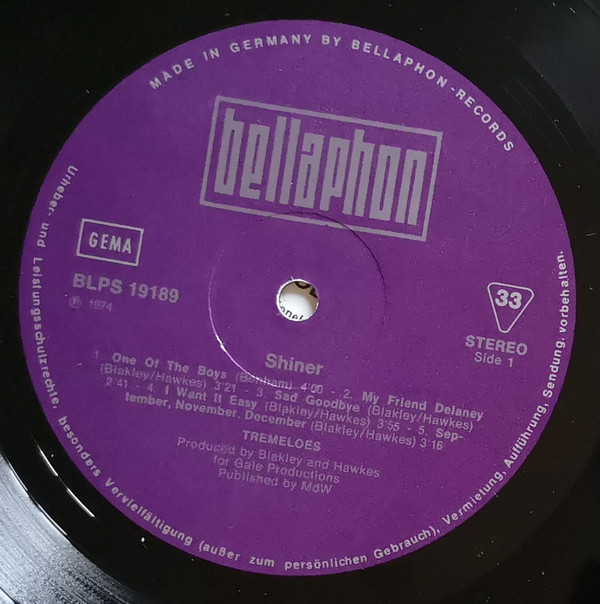 MADE IN GERMANY BY BELLAPHON-RECORDS
bellaphon
GEMA
BLPS 19189
℗ 1974
33
STEREO
Side 1
Shiner
1. One Of The Boys (Benham) 4'00 - 2. My Friend Delaney
(Blakley/Hawkes) 3'21 - 3. Sad Goodbye (Blakley/Hawkes)
2'41 - 4. I Want It Easy (Blakley/Hawkes) 3'55 - 5. Sep-
tember, November, December (Blakley/Hawkes) 3'16
TREMELOES
Produced by Blakley and Hawkes
for Gale Productions
Published by MdW
Urheber- und Leistungsschutzrechte, besonders Vervielfältigung (außer zum persönlichen Gebrauch), Vermietung, Aufführung, Sendung, vorbehalten.